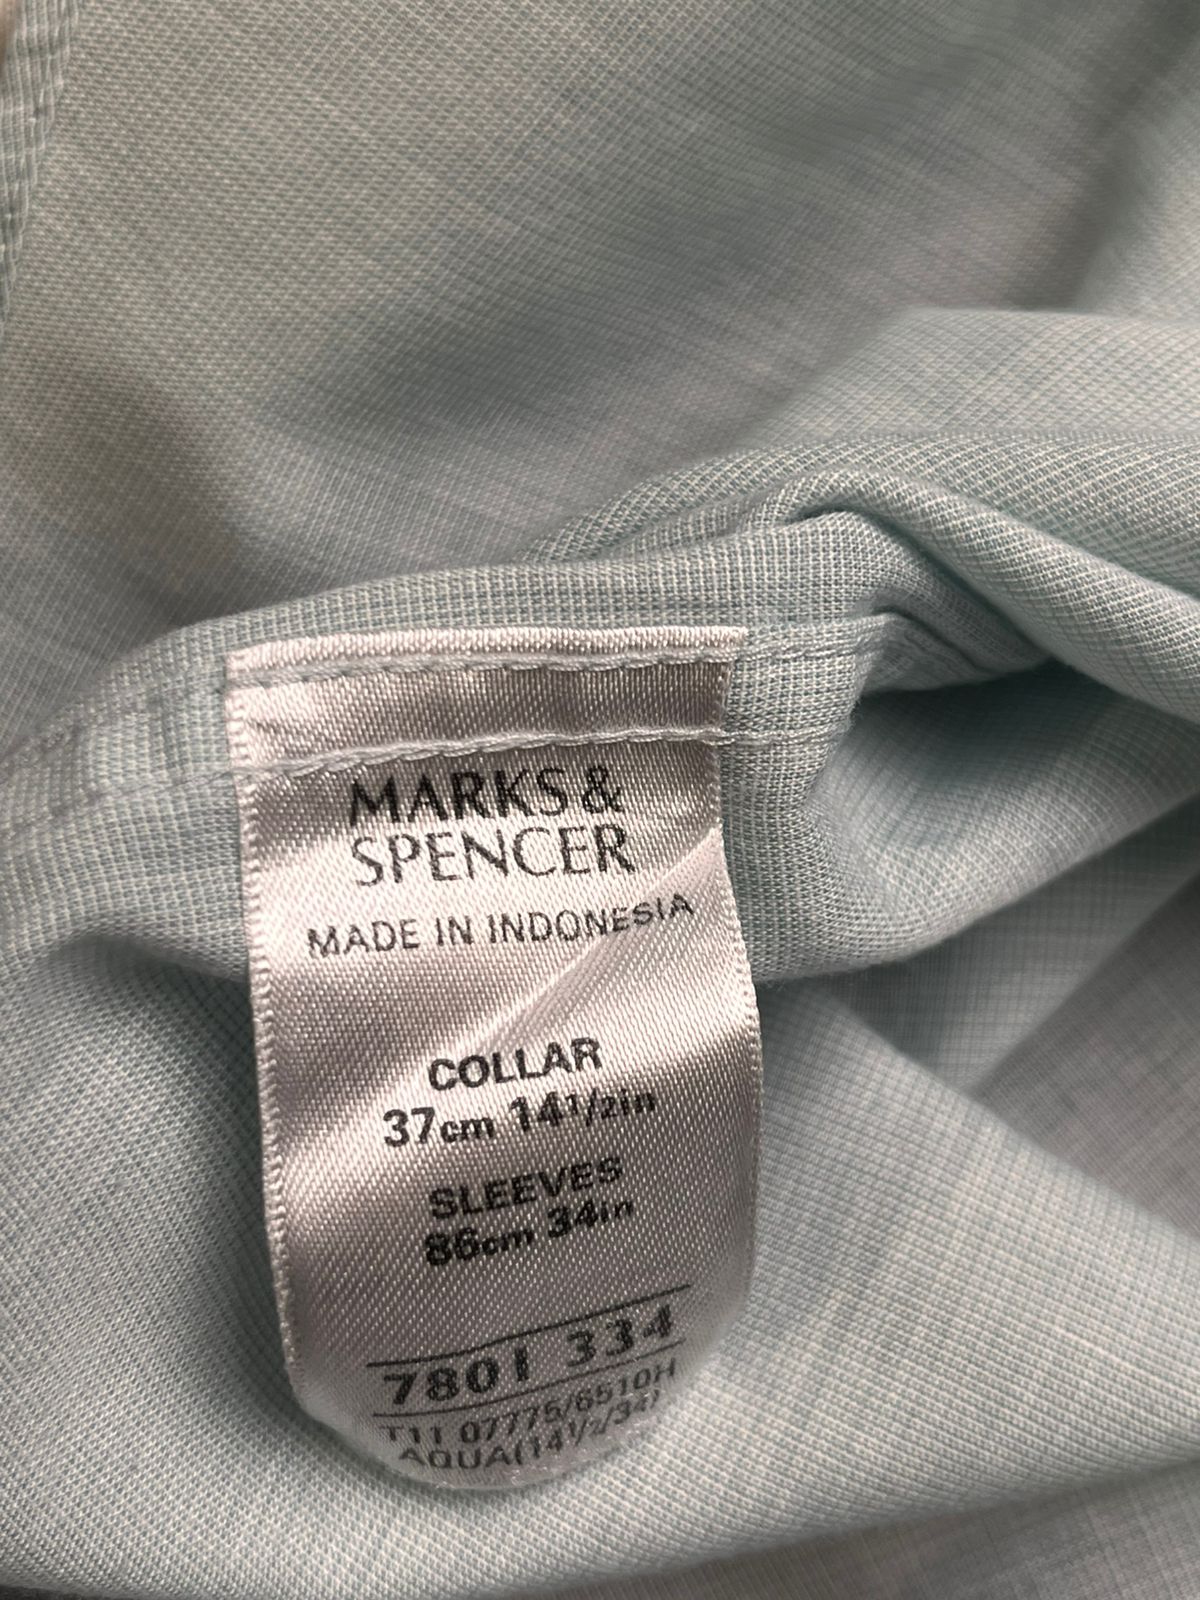 MARKS &
SPENCER
MADE IN INDONESIA
COLLAR
37cm 14½in
SLEEVES
86cm 34in
7801 334
T11 07775/6510H
AQUA(14½/34)